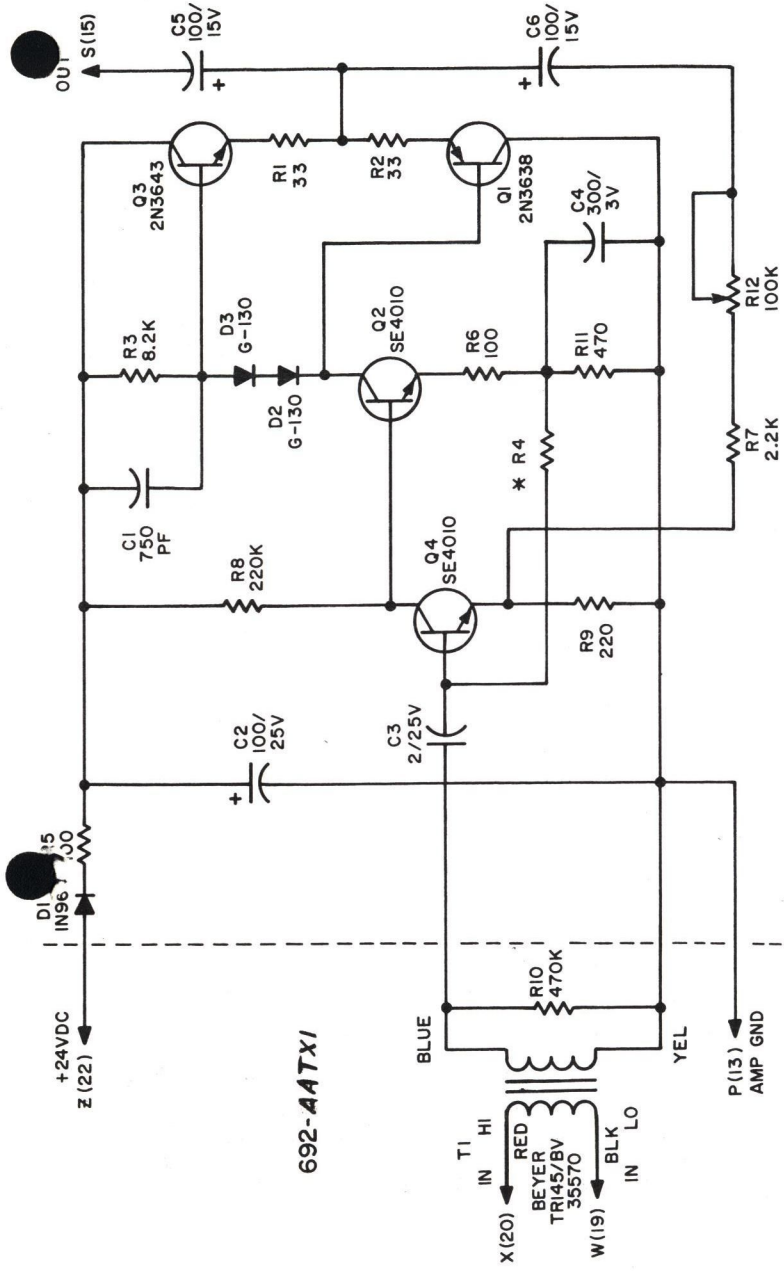 OUT S(15)
C5
100/
15V
C6
100/
15V
Q3
2N3643
R1
33
R2
33
Q1
2N3638
C4
300/
3V
R3
8.2K
D3
G-130
D2
G-130
Q2
SE4010
R6
100
R11
470
R12
100K
C1
750
PF
* R4
R7
2.2K
R8
220K
Q4
SE4010
R9
220
C2
100/
25V
C3
2/25V
D1
+24VDC
Z(22)
692-AATX1
BLUE
R10
470K
YEL
P(13)
AMP GND
T1
IN HI
RED
X(20)
BEYER
TR145/BV
35570
W(19)
BLK
IN LO